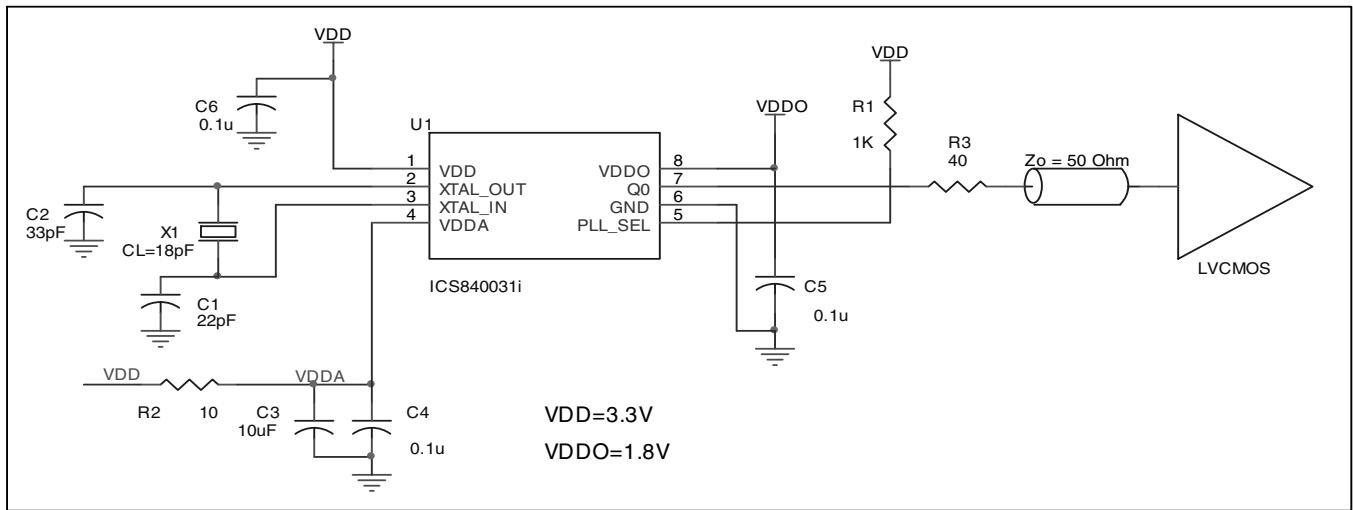 VDD
C6
0.1u
U1
1
2
3
4
VDD
XTAL_OUT
XTAL_IN
VDDA
VDDO
Q0
GND
PLL_SEL
8
7
6
5
ICS840031i
C2
33pF
X1
CL=18pF
C1
22pF
VDD
R2
10
VDDA
C3
10uF
C4
0.1u
VDDO
C5
0.1u
VDD
R1
1K
R3
40
Zo = 50 Ohm
LVCMOS
VDD=3.3V
VDDO=1.8V